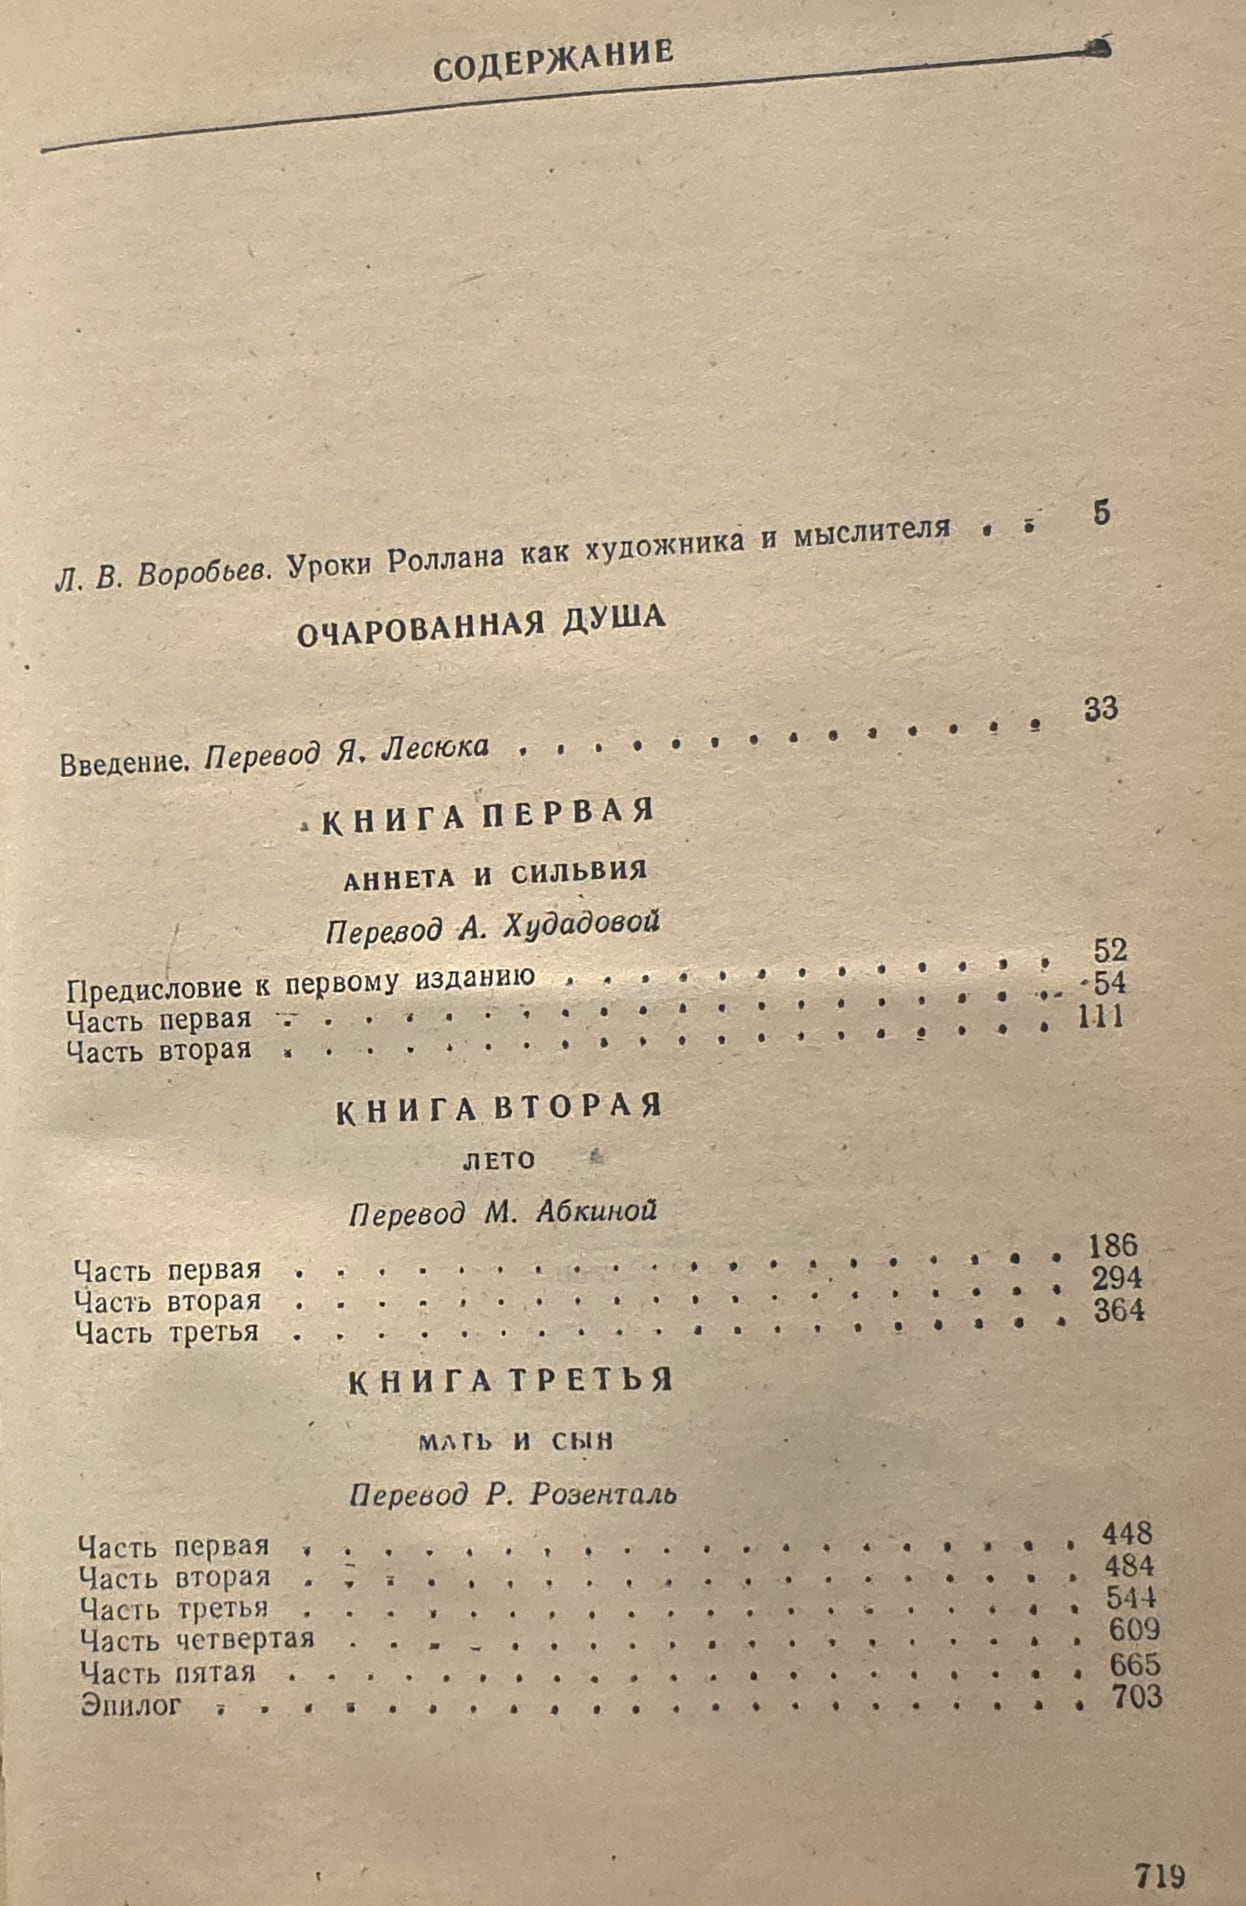 СОДЕРЖАНИЕ
Л. В. Воробьев. Уроки Роллана как художника и мыслителя . . 5
ОЧАРОВАННАЯ ДУША
Введение. Перевод Я. Лесюка . . . . . . . . . . . . . . 33
КНИГА ПЕРВАЯ
АННЕТА И СИЛЬВИЯ
Перевод А. Худадовой
Предисловие к первому изданию . . . . . . . . . . . . . 52
Часть первая . . . . . . . . . . . . . . . . . . . . 54
Часть вторая . . . . . . . . . . . . . . . . . . . . 111
КНИГА ВТОРАЯ
ЛЕТО
Перевод М. Абкиной
Часть первая . . . . . . . . . . . . . . . . . . . . 186
Часть вторая . . . . . . . . . . . . . . . . . . . . 294
Часть третья . . . . . . . . . . . . . . . . . . . . 364
КНИГА ТРЕТЬЯ
МАТЬ И СЫН
Перевод Р. Розенталь
Часть первая . . . . . . . . . . . . . . . . . . . . 448
Часть вторая . . . . . . . . . . . . . . . . . . . . 484
Часть третья . . . . . . . . . . . . . . . . . . . . 544
Часть четвертая . . . . . . . . . . . . . . . . . . . 609
Часть пятая . . . . . . . . . . . . . . . . . . . . . 665
Эпилог . . . . . . . . . . . . . . . . . . . . . . 703
719